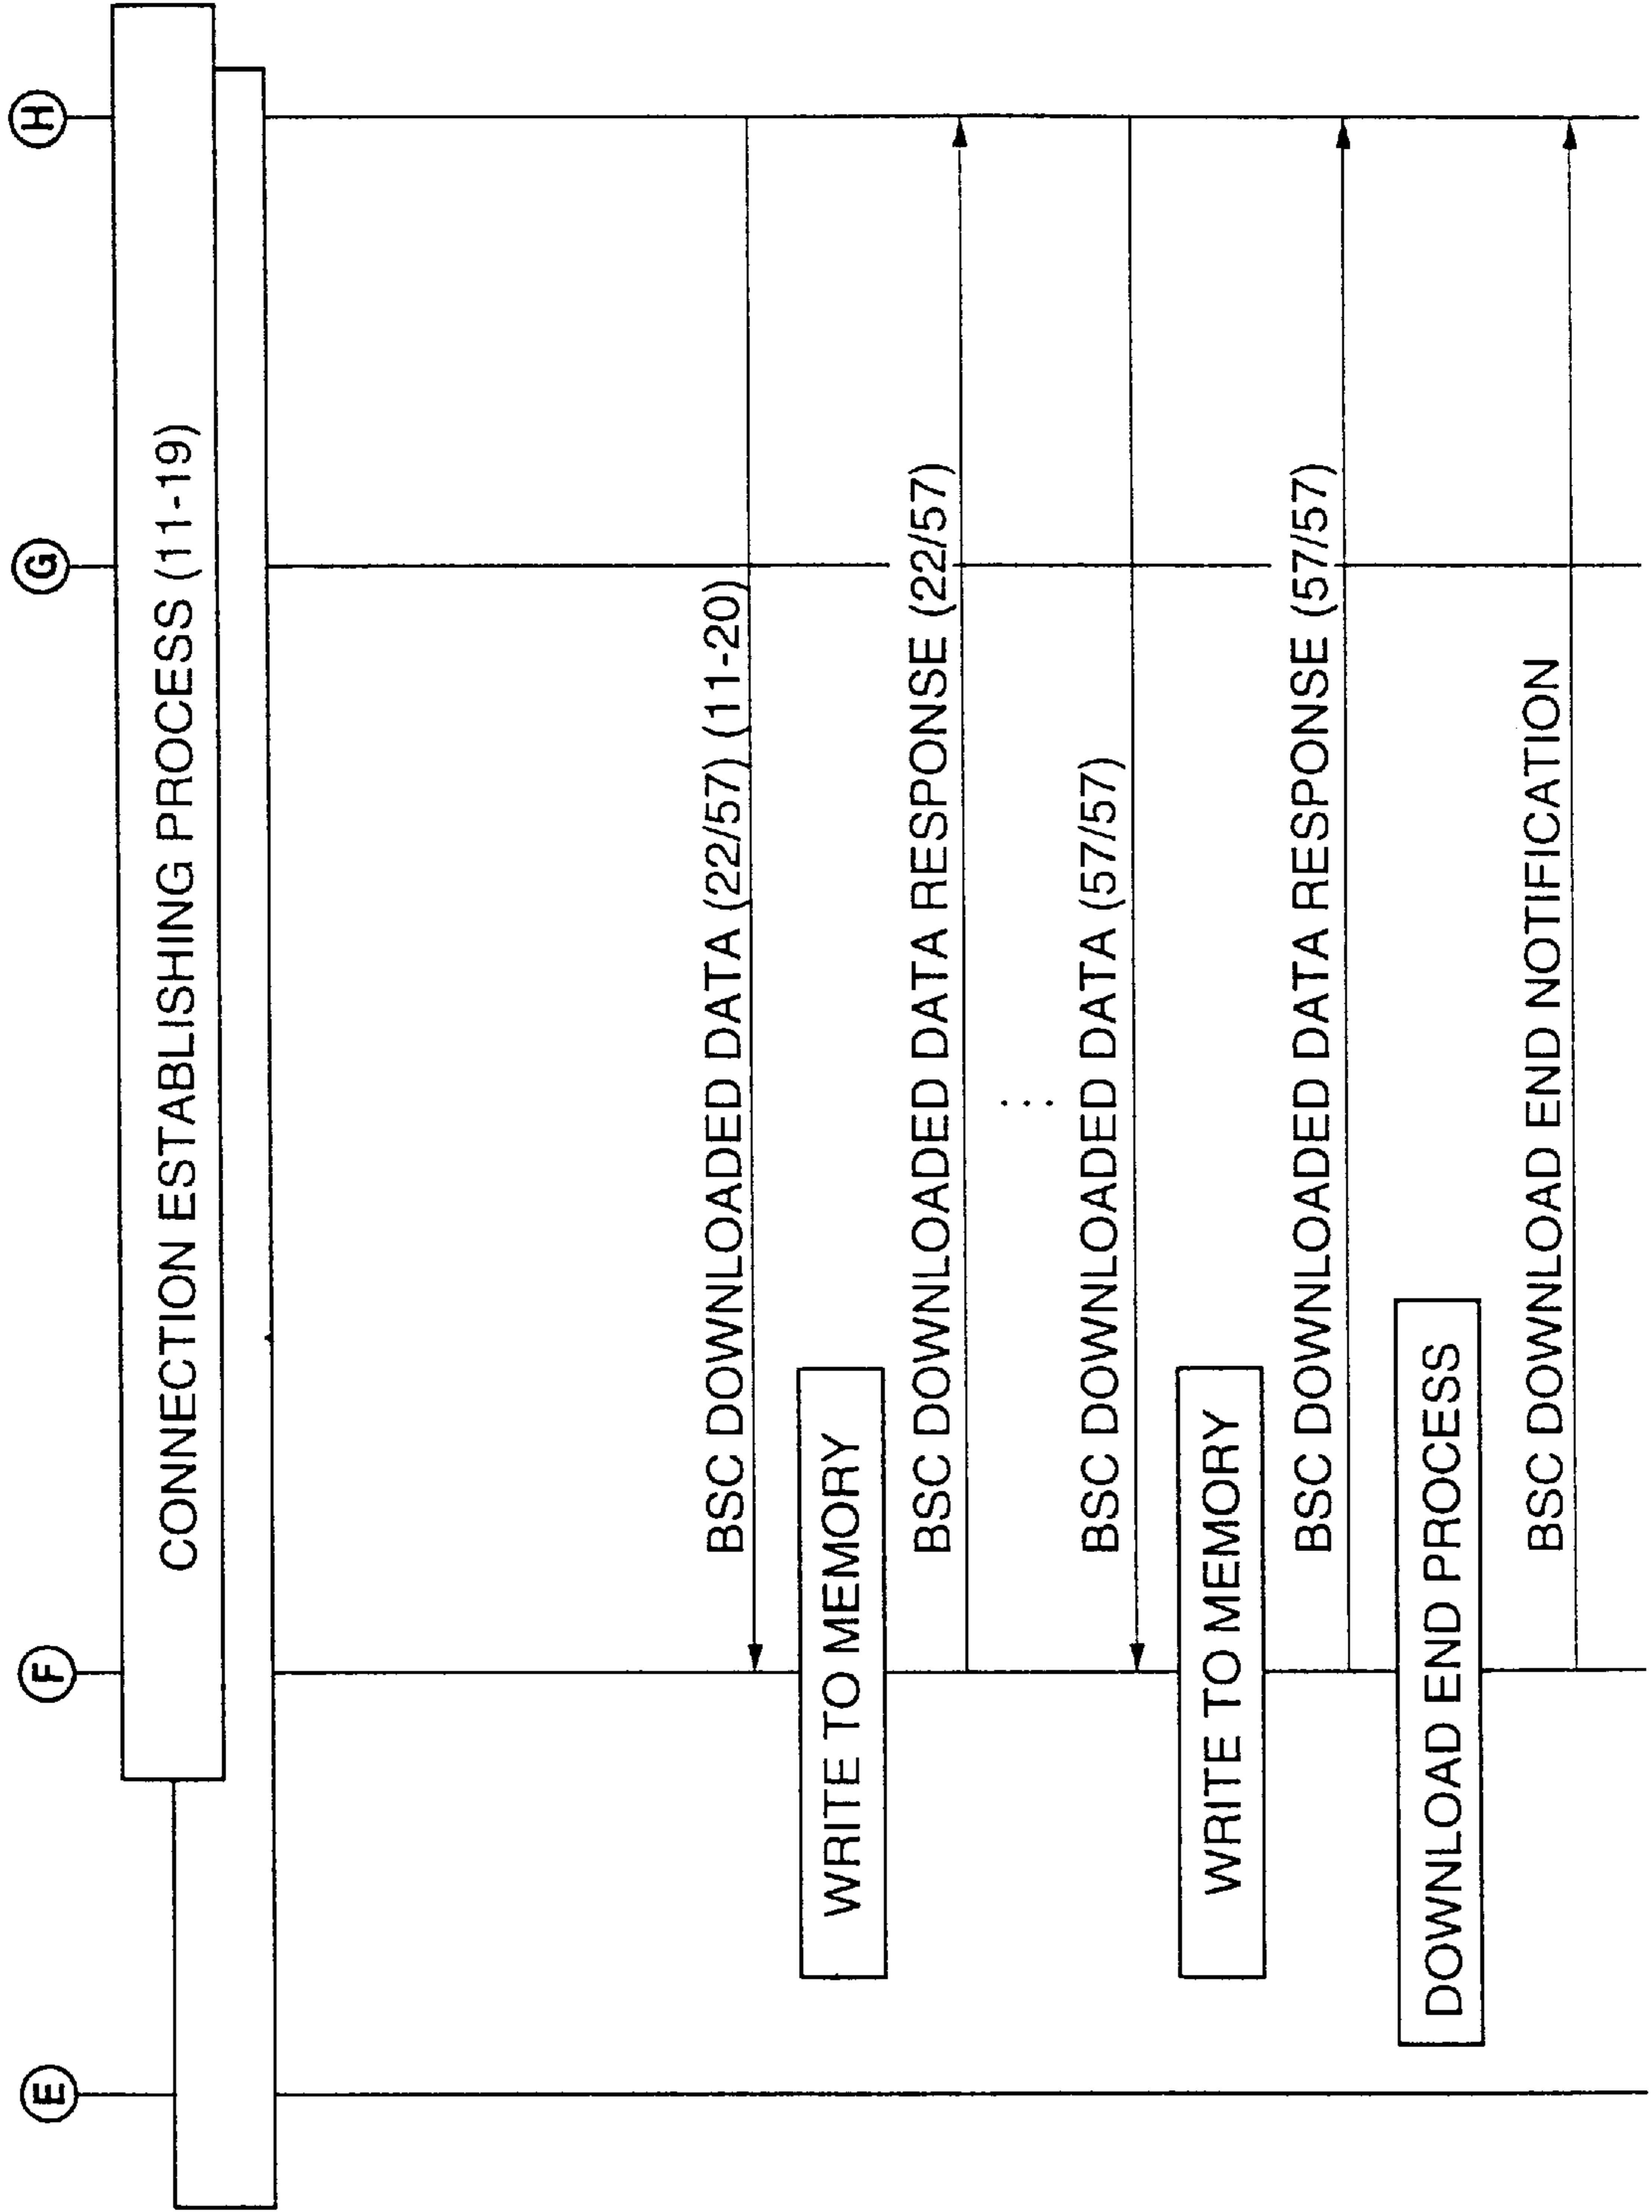 E
F
G
H
CONNECTION ESTABLISHING PROCESS (11-19)
BSC DOWNLOADED DATA (22/57) (11-20)
WRITE TO MEMORY
BSC DOWNLOADED DATA RESPONSE (22/57)
...
BSC DOWNLOADED DATA (57/57)
WRITE TO MEMORY
BSC DOWNLOADED DATA RESPONSE (57/57)
DOWNLOAD END PROCESS
BSC DOWNLOAD END NOTIFICATION